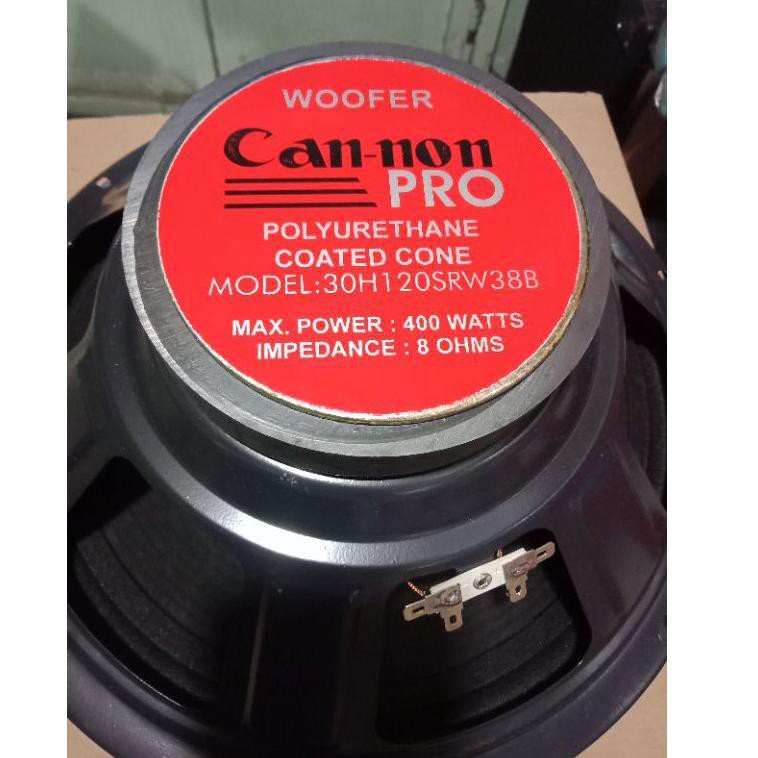 WOOFER
Can-non
PRO
POLYURETHANE
COATED CONE
MODEL:30H120SRW38B
MAX. POWER : 400 WATTS
IMPEDANCE : 8 OHMS